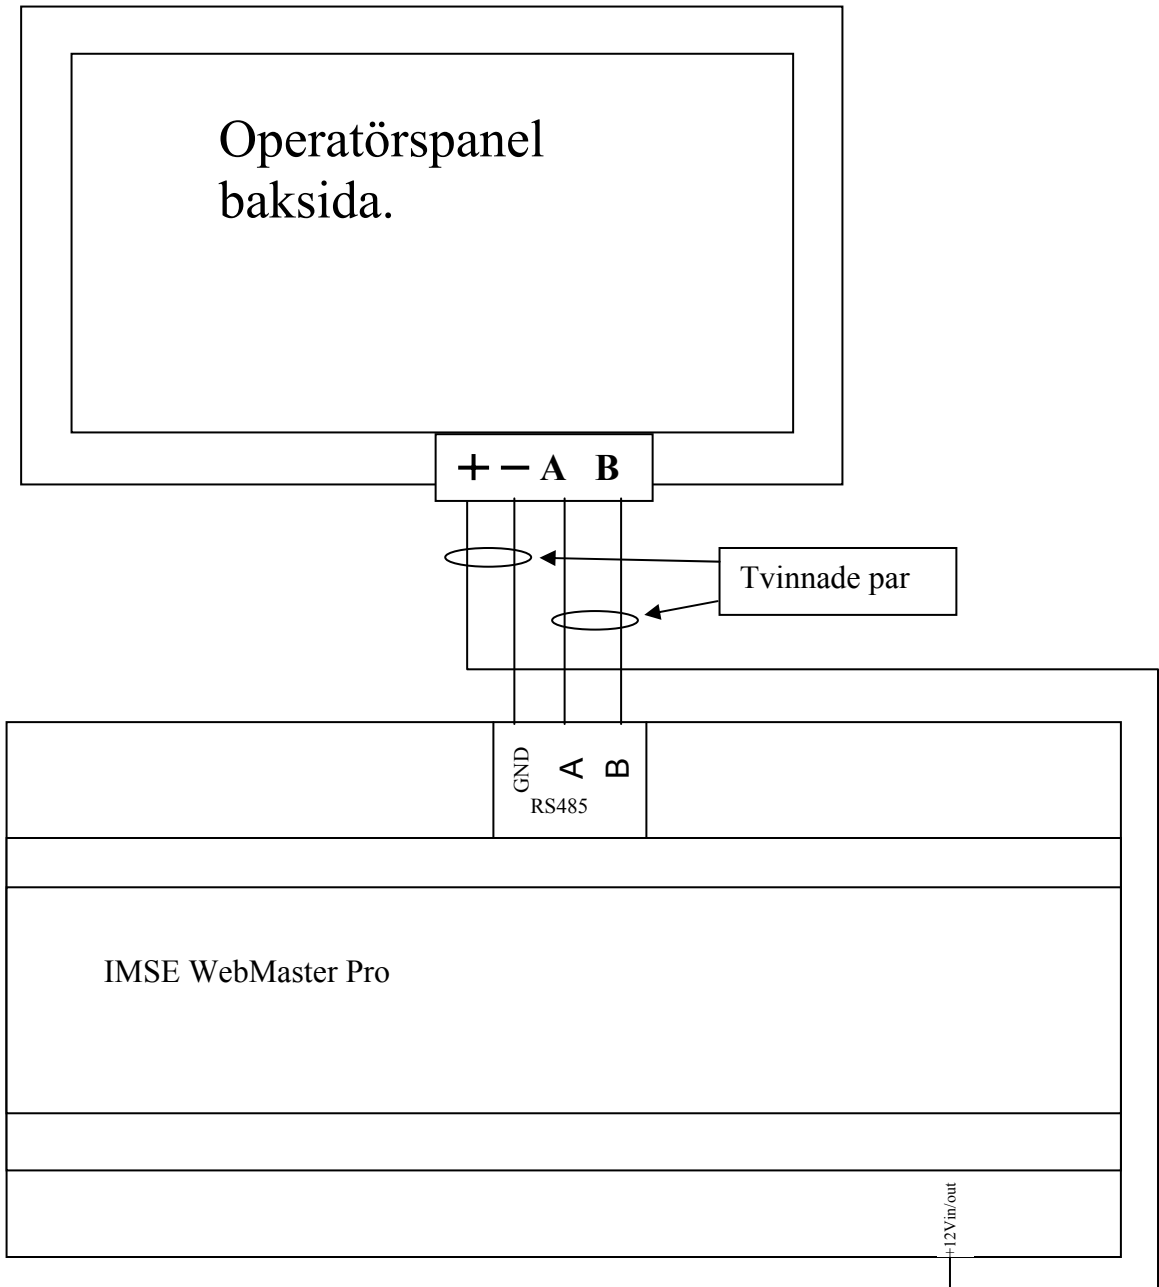 Operatörspanel
baksida.
+ − A B
Tvinnade par
GND A B
RS485
IMSE WebMaster Pro
+12Vin/out